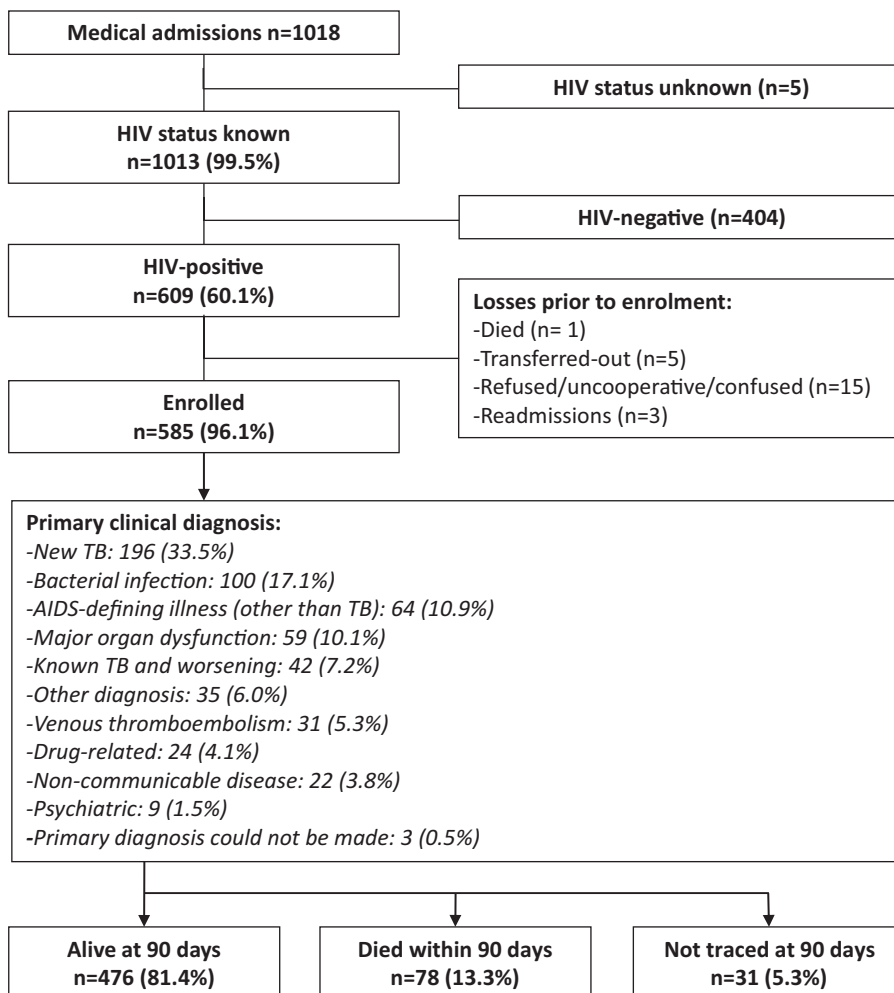 Medical admissions n=1018
HIV status unknown (n=5)
HIV status known
n=1013 (99.5%)
HIV-negative (n=404)
HIV-positive
n=609 (60.1%)
Losses prior to enrolment:
-Died (n= 1)
-Transferred-out (n=5)
-Refused/uncooperative/confused (n=15)
-Readmissions (n=3)
Enrolled
n=585 (96.1%)
Primary clinical diagnosis:
-New TB: 196 (33.5%)
-Bacterial infection: 100 (17.1%)
-AIDS-defining illness (other than TB): 64 (10.9%)
-Major organ dysfunction: 59 (10.1%)
-Known TB and worsening: 42 (7.2%)
-Other diagnosis: 35 (6.0%)
-Venous thromboembolism: 31 (5.3%)
-Drug-related: 24 (4.1%)
-Non-communicable disease: 22 (3.8%)
-Psychiatric: 9 (1.5%)
-Primary diagnosis could not be made: 3 (0.5%)
Alive at 90 days
n=476 (81.4%)
Died within 90 days
n=78 (13.3%)
Not traced at 90 days
n=31 (5.3%)